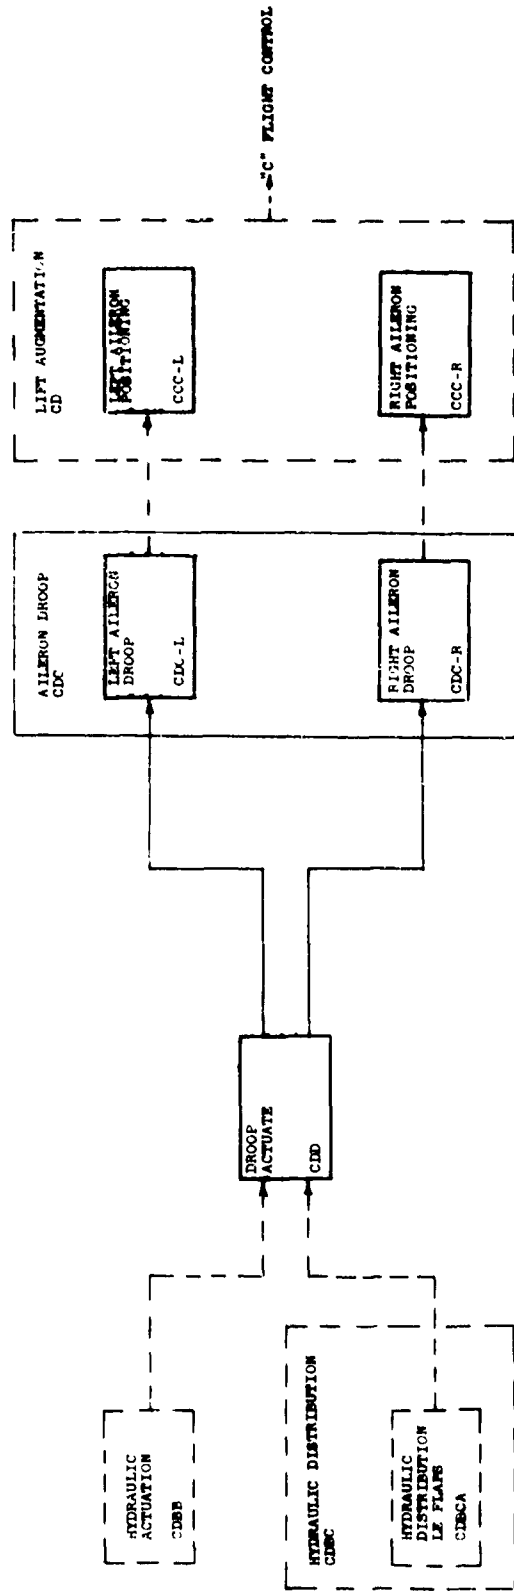 HYDRAULIC
ACTUATION
CDBB
HYDRAULIC DISTRIBUTION
CDBC
HYDRAULIC
DISTRIBUTION
LE FLAPS
CDBCA
DROOP
ACTUATE
CDD
AILERON DROOP
CDC
LEFT AILERON
DROOP
CDC-L
RIGHT AILERON
DROOP
CDC-R
LIFT AUGMENTATION
CD
LEFT AILERON
POSITIONING
CCC-L
RIGHT AILERON
POSITIONING
CCC-R
"C" FLIGHT CONTROL